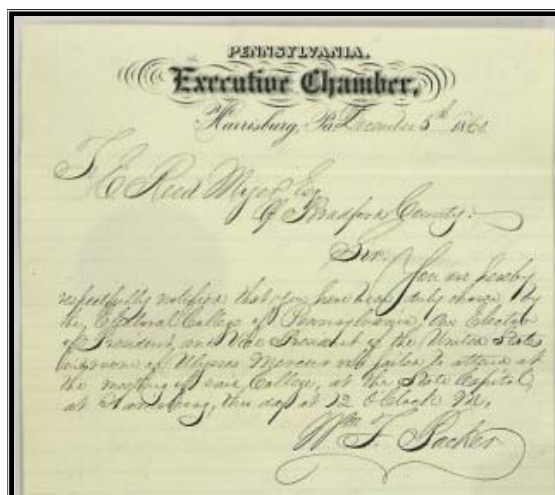 PENNSYLVANIA.
Executive Chamber,
Harrisburg, Pa December 5th 1860
To E Reed Myer Esq
Of Bradford County:
Sir: You are hereby
respectfully notified that you have been duly chosen, by
the Electoral College of Pennsylvania, an Elector
of President, and Vice President of the United States
in room of Ulysses Mercur who failed to attend at
the meeting of said College, at the State Capitol,
at Harrisburg, this day at 12 O'Clock M.
Wm F. Packer